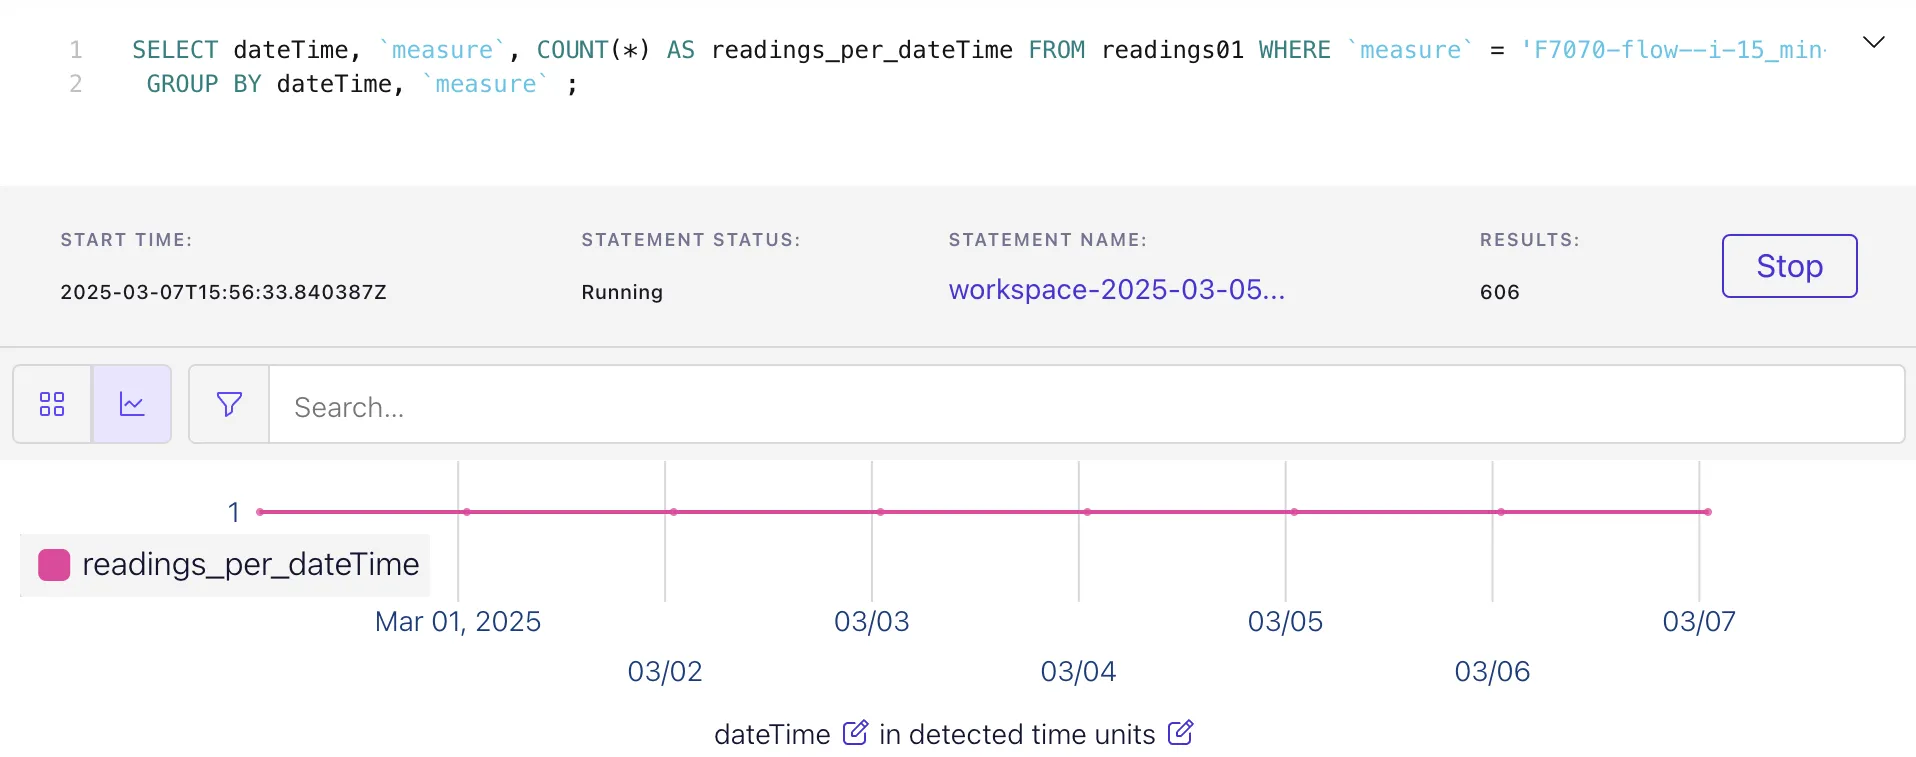 1 SELECT dateTime, `measure`, COUNT(*) AS readings_per_dateTime FROM readings01 WHERE `measure` = 'F7070-flow--i-15_min-
2 GROUP BY dateTime, `measure` ;
START TIME: STATEMENT STATUS: STATEMENT NAME: RESULTS:
2025-03-07T15:56:33.840387Z Running workspace-2025-03-05... 606 Stop
Search...
1
readings_per_dateTime
Mar 01, 2025 03/03 03/05 03/07
03/02 03/04 03/06
dateTime in detected time units